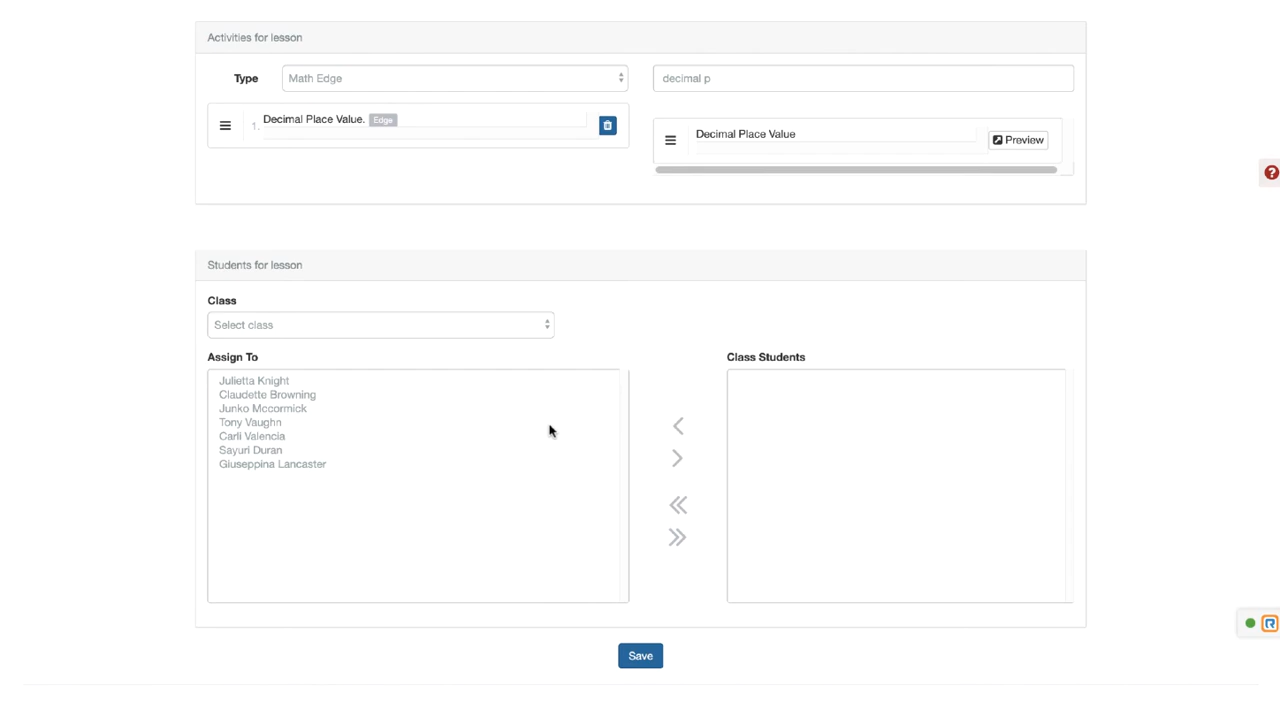 Activities for lesson
Type
Math Edge
decimal p
1. Decimal Place Value. Edge
Decimal Place Value
Preview
Students for lesson
Class
Select class
Assign To
Class Students
Julietta Knight
Claudette Browning
Junko Mccormick
Tony Vaughn
Carli Valencia
Sayuri Duran
Giuseppina Lancaster
Save